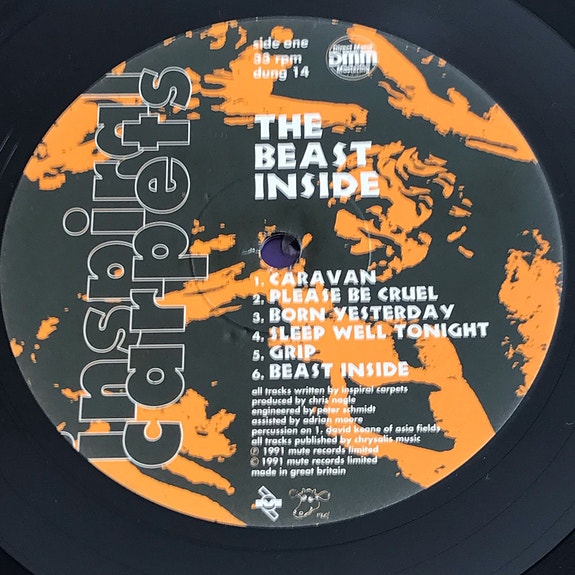 inspiral
carpets
side one
33 rpm
dung 14
Direct Metal
DMM
Mastering
THE
BEAST
INSIDE
1. CARAVAN
2. PLEASE BE CRUEL
3. BORN YESTERDAY
4. SLEEP WELL TONIGHT
5. GRIP
6. BEAST INSIDE
all tracks written by inspiral carpets
produced by chris nagle
engineered by peter schmidt
assisted by adrian moore
percussion on 1, david keane of asia fields
all tracks published by chrysalis music
℗ 1991 mute records limited
© 1991 mute records limited
made in great britain